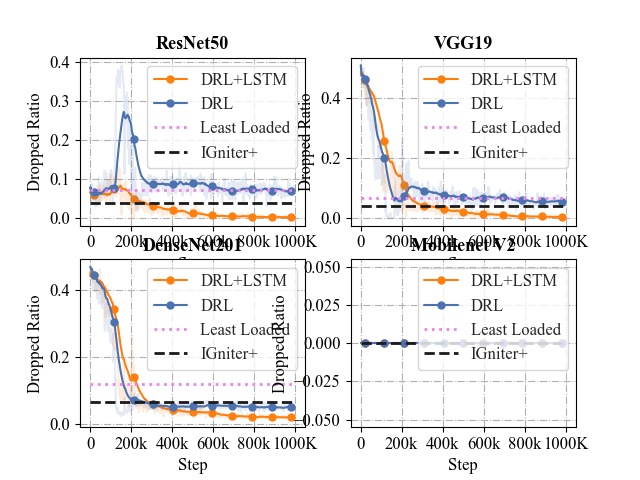 ResNet50
0.4
0.3
0.2
0.1
0.0
Dropped Ratio
DRL+LSTM
DRL
Least Loaded
IGniter+
0 200k 400k 600k 800k 1000K
VGG19
0.4
0.2
0.0
Dropped Ratio
DRL+LSTM
DRL
Least Loaded
IGniter+
0 200k 400k 600k 800k 1000K
DenseNet201
0.4
0.2
0.0
Dropped Ratio
DRL+LSTM
DRL
Least Loaded
IGniter+
0 200k 400k 600k 800k 1000K
Step
Mobilenet V2
0.050
0.025
0.000
0.025
0.050
Dropped Ratio
DRL+LSTM
DRL
Least Loaded
IGniter+
0 200k 400k 600k 800k 1000K
Step